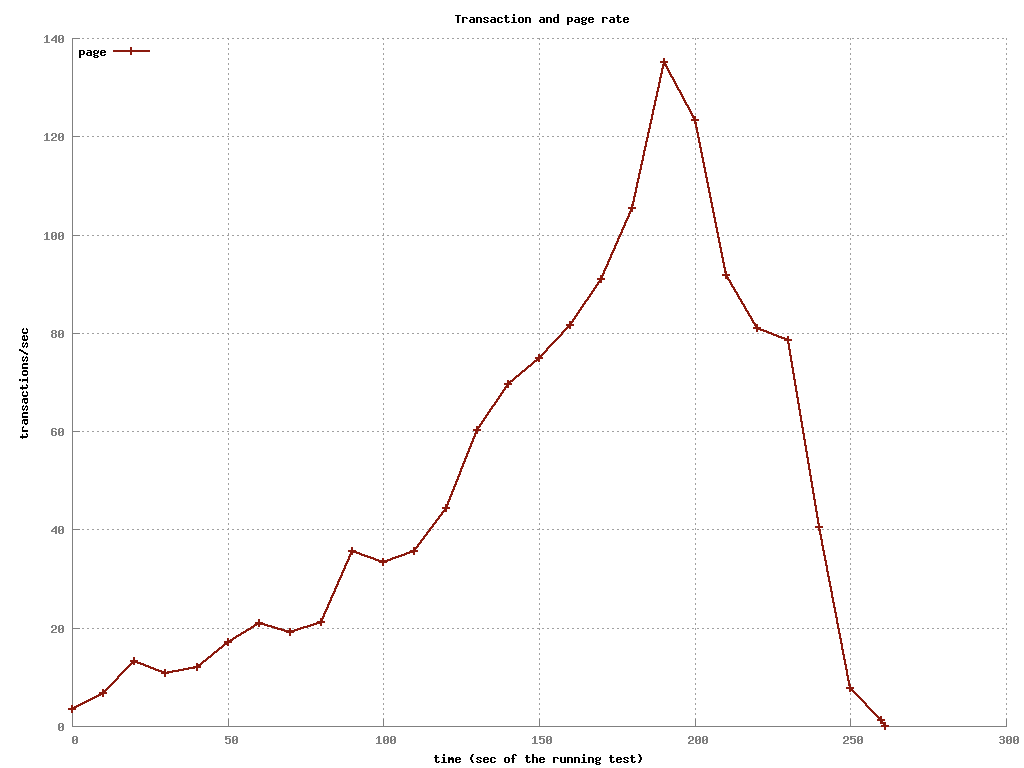 Transaction and page rate
page
140
120
100
80
60
40
20
0
transactions/sec
0 50 100 150 200 250 300
time (sec of the running test)